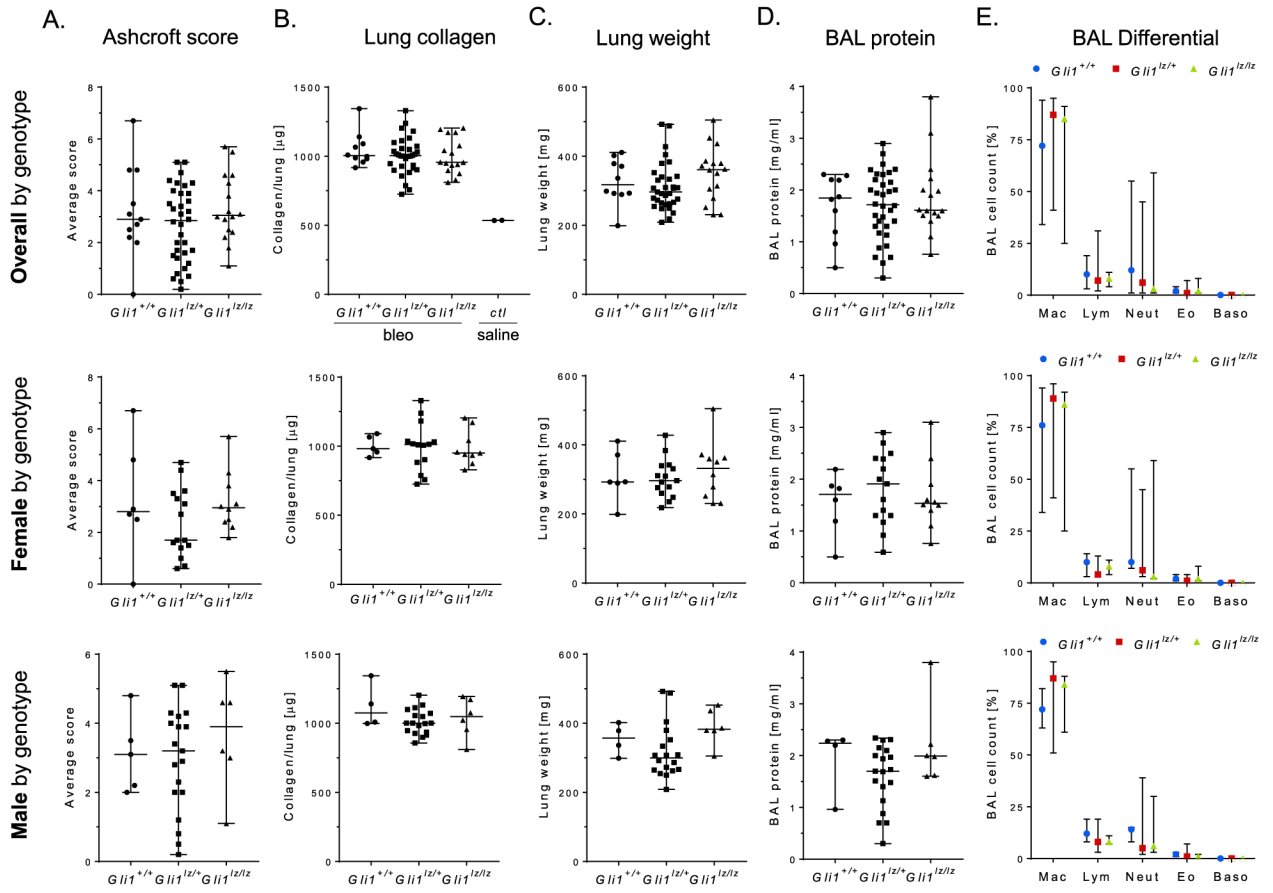 A. B. C. D. E.
Ashcroft score Lung collagen Lung weight BAL protein BAL Differential
Overall by genotype
Average score
8
6
4
2
0
Gli1+/+ Gli1lz/+ Gli1lz/lz
Collagen/lung [µg]
1500
1000
500
0
Gli1+/+ Gli1lz/+ Gli1lz/lz ctl
bleo saline
Lung weight [mg]
600
400
200
0
Gli1+/+ Gli1lz/+ Gli1lz/lz
BAL protein [mg/ml]
4
3
2
1
0
Gli1+/+ Gli1lz/+ Gli1lz/lz
Gli1+/+ Gli1lz/+ Gli1lz/lz
BAL cell count [%]
100
75
50
25
0
Mac Lym Neut Eo Baso
Female by genotype
Average score
8
6
4
2
0
Gli1+/+ Gli1lz/+ Gli1lz/lz
Collagen/lung [µg]
1500
1000
500
0
Gli1+/+ Gli1lz/+ Gli1lz/lz
Lung weight [mg]
600
400
200
0
Gli1+/+ Gli1lz/+ Gli1lz/lz
BAL protein [mg/ml]
4
3
2
1
0
Gli1+/+ Gli1lz/+ Gli1lz/lz
Gli1+/+ Gli1lz/+ Gli1lz/lz
BAL cell count [%]
100
75
50
25
0
Mac Lym Neut Eo Baso
Male by genotype
Average score
6
4
2
0
Gli1+/+ Gli1lz/+ Gli1lz/lz
Collagen/lung [µg]
1500
1000
500
0
Gli1+/+ Gli1lz/+ Gli1lz/lz
Lung weight [mg]
600
400
200
0
Gli1+/+ Gli1lz/+ Gli1lz/lz
BAL protein [mg/ml]
4
3
2
1
0
Gli1+/+ Gli1lz/+ Gli1lz/lz
Gli1+/+ Gli1lz/+ Gli1lz/lz
BAL cell count [%]
100
75
50
25
0
Mac Lym Neut Eo Baso